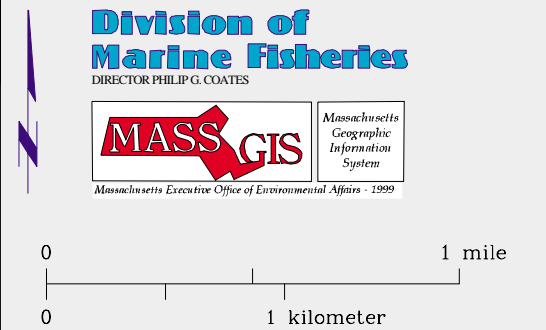 Division of
Marine Fisheries
DIRECTOR PHILIP G. COATES
MASS GIS
Massachusetts
Geographic
Information
System
Massachusetts Executive Office of Environmental Affairs - 1999
N
0 1 mile
0 1 kilometer